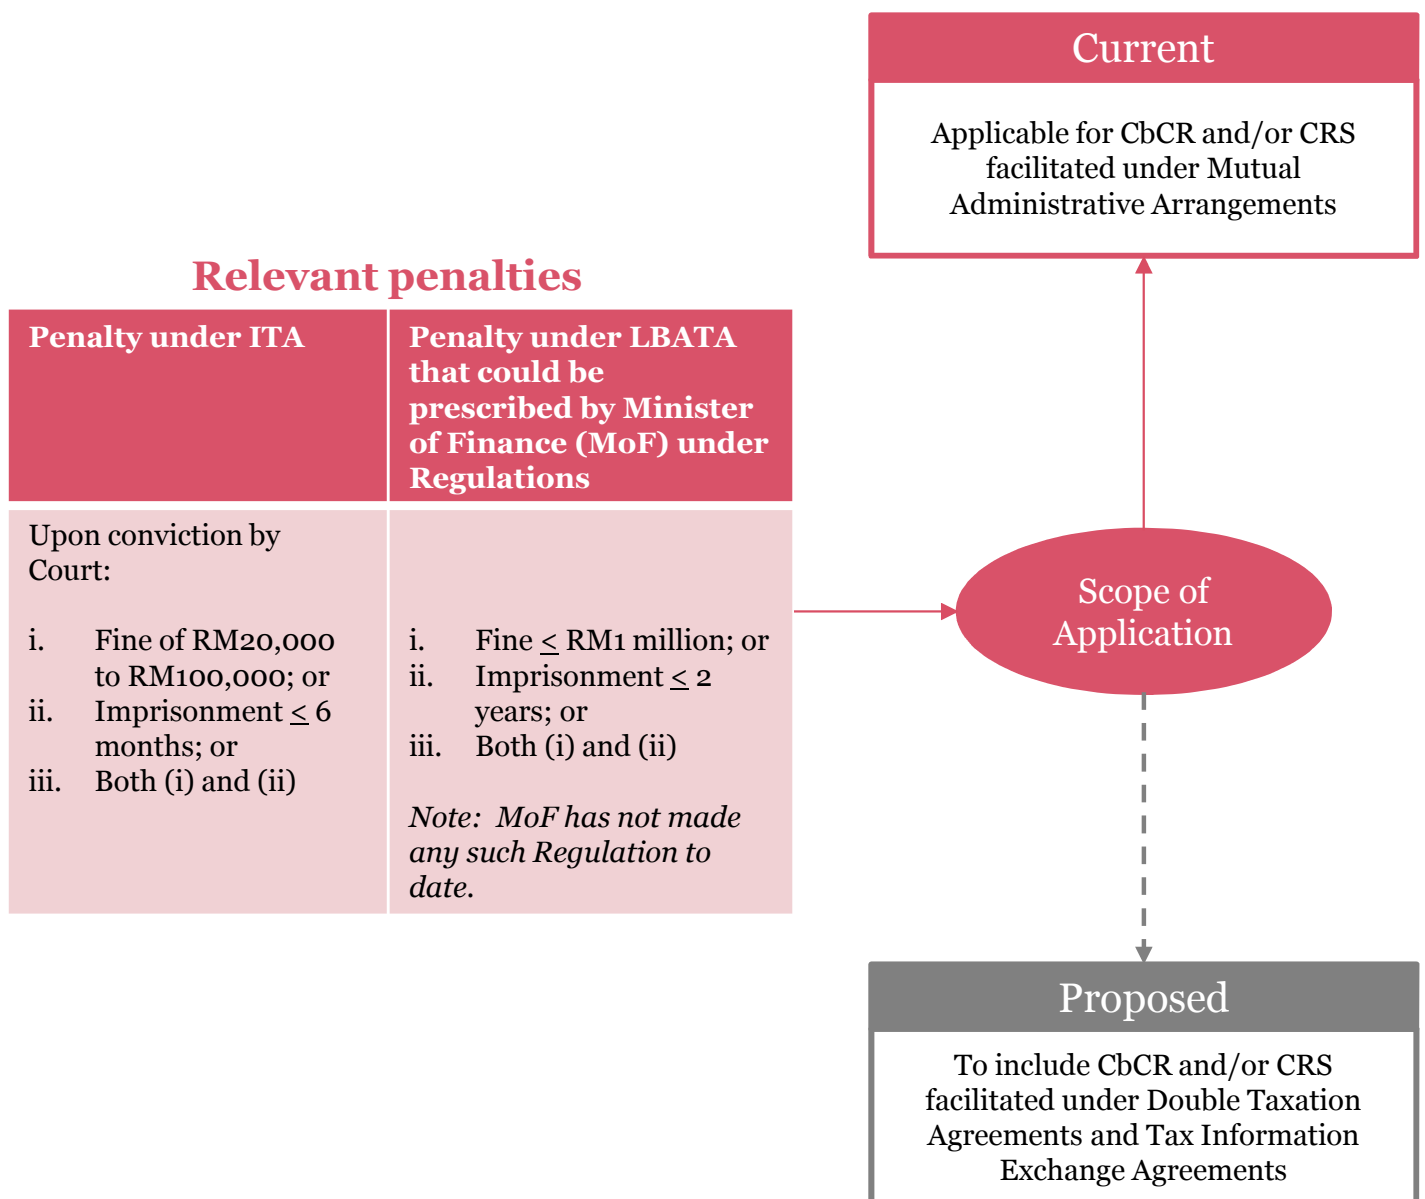 Current
Applicable for CbCR and/or CRS
facilitated under Mutual
Administrative Arrangements
Relevant penalties
Penalty under ITA
Penalty under LBATA
that could be
prescribed by Minister
of Finance (MoF) under
Regulations
Upon conviction by
Court:
i. Fine of RM20,000
to RM100,000; or
ii. Imprisonment ≤ 6
months; or
iii. Both (i) and (ii)
i. Fine ≤ RM1 million; or
ii. Imprisonment ≤ 2
years; or
iii. Both (i) and (ii)
Note: MoF has not made
any such Regulation to
date.
Scope of
Application
Proposed
To include CbCR and/or CRS
facilitated under Double Taxation
Agreements and Tax Information
Exchange Agreements